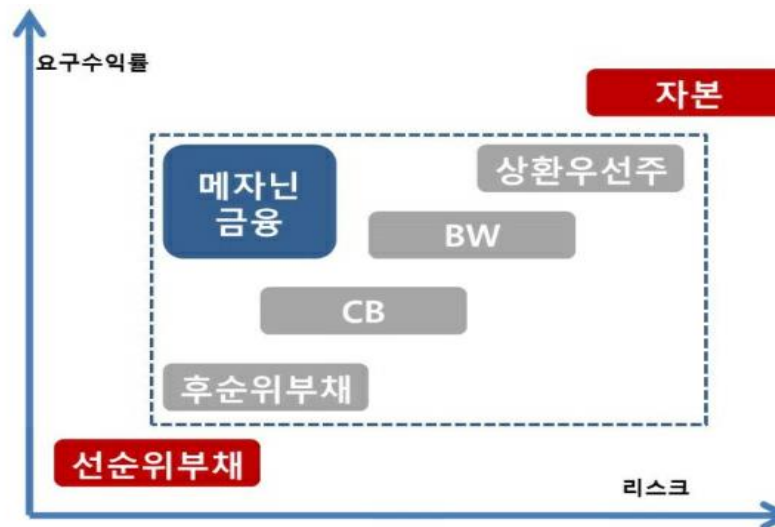 요구수익률
자본
메자닌
금융
상환우선주
BW
CB
후순위부채
선순위부채
리스크